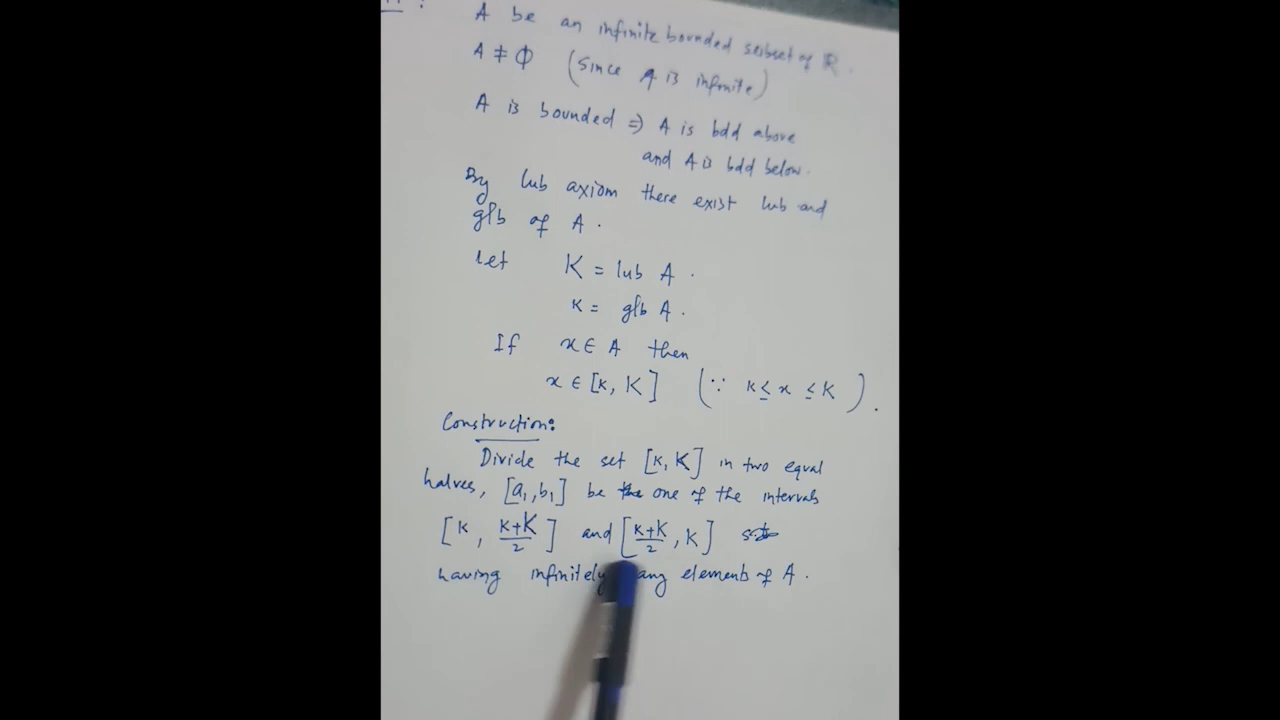 A be an infinite bounded subset of ℝ.
A ≠ Φ (Since A is infinite)
A is bounded ⇒ A is bdd above
and A is bdd below.
By lub axiom there exist lub and
glb of A.
Let K = lub A.
k = glb A.
If x ∈ A then
x ∈ [k, K] (∵ k ≤ x ≤ K).
Construction:
Divide the set [k, K] in two equal
halves, [a₁, b₁] be the one of the intervals
[k, k+K/2] and [k+K/2, K]
having infinitely any elements of A.